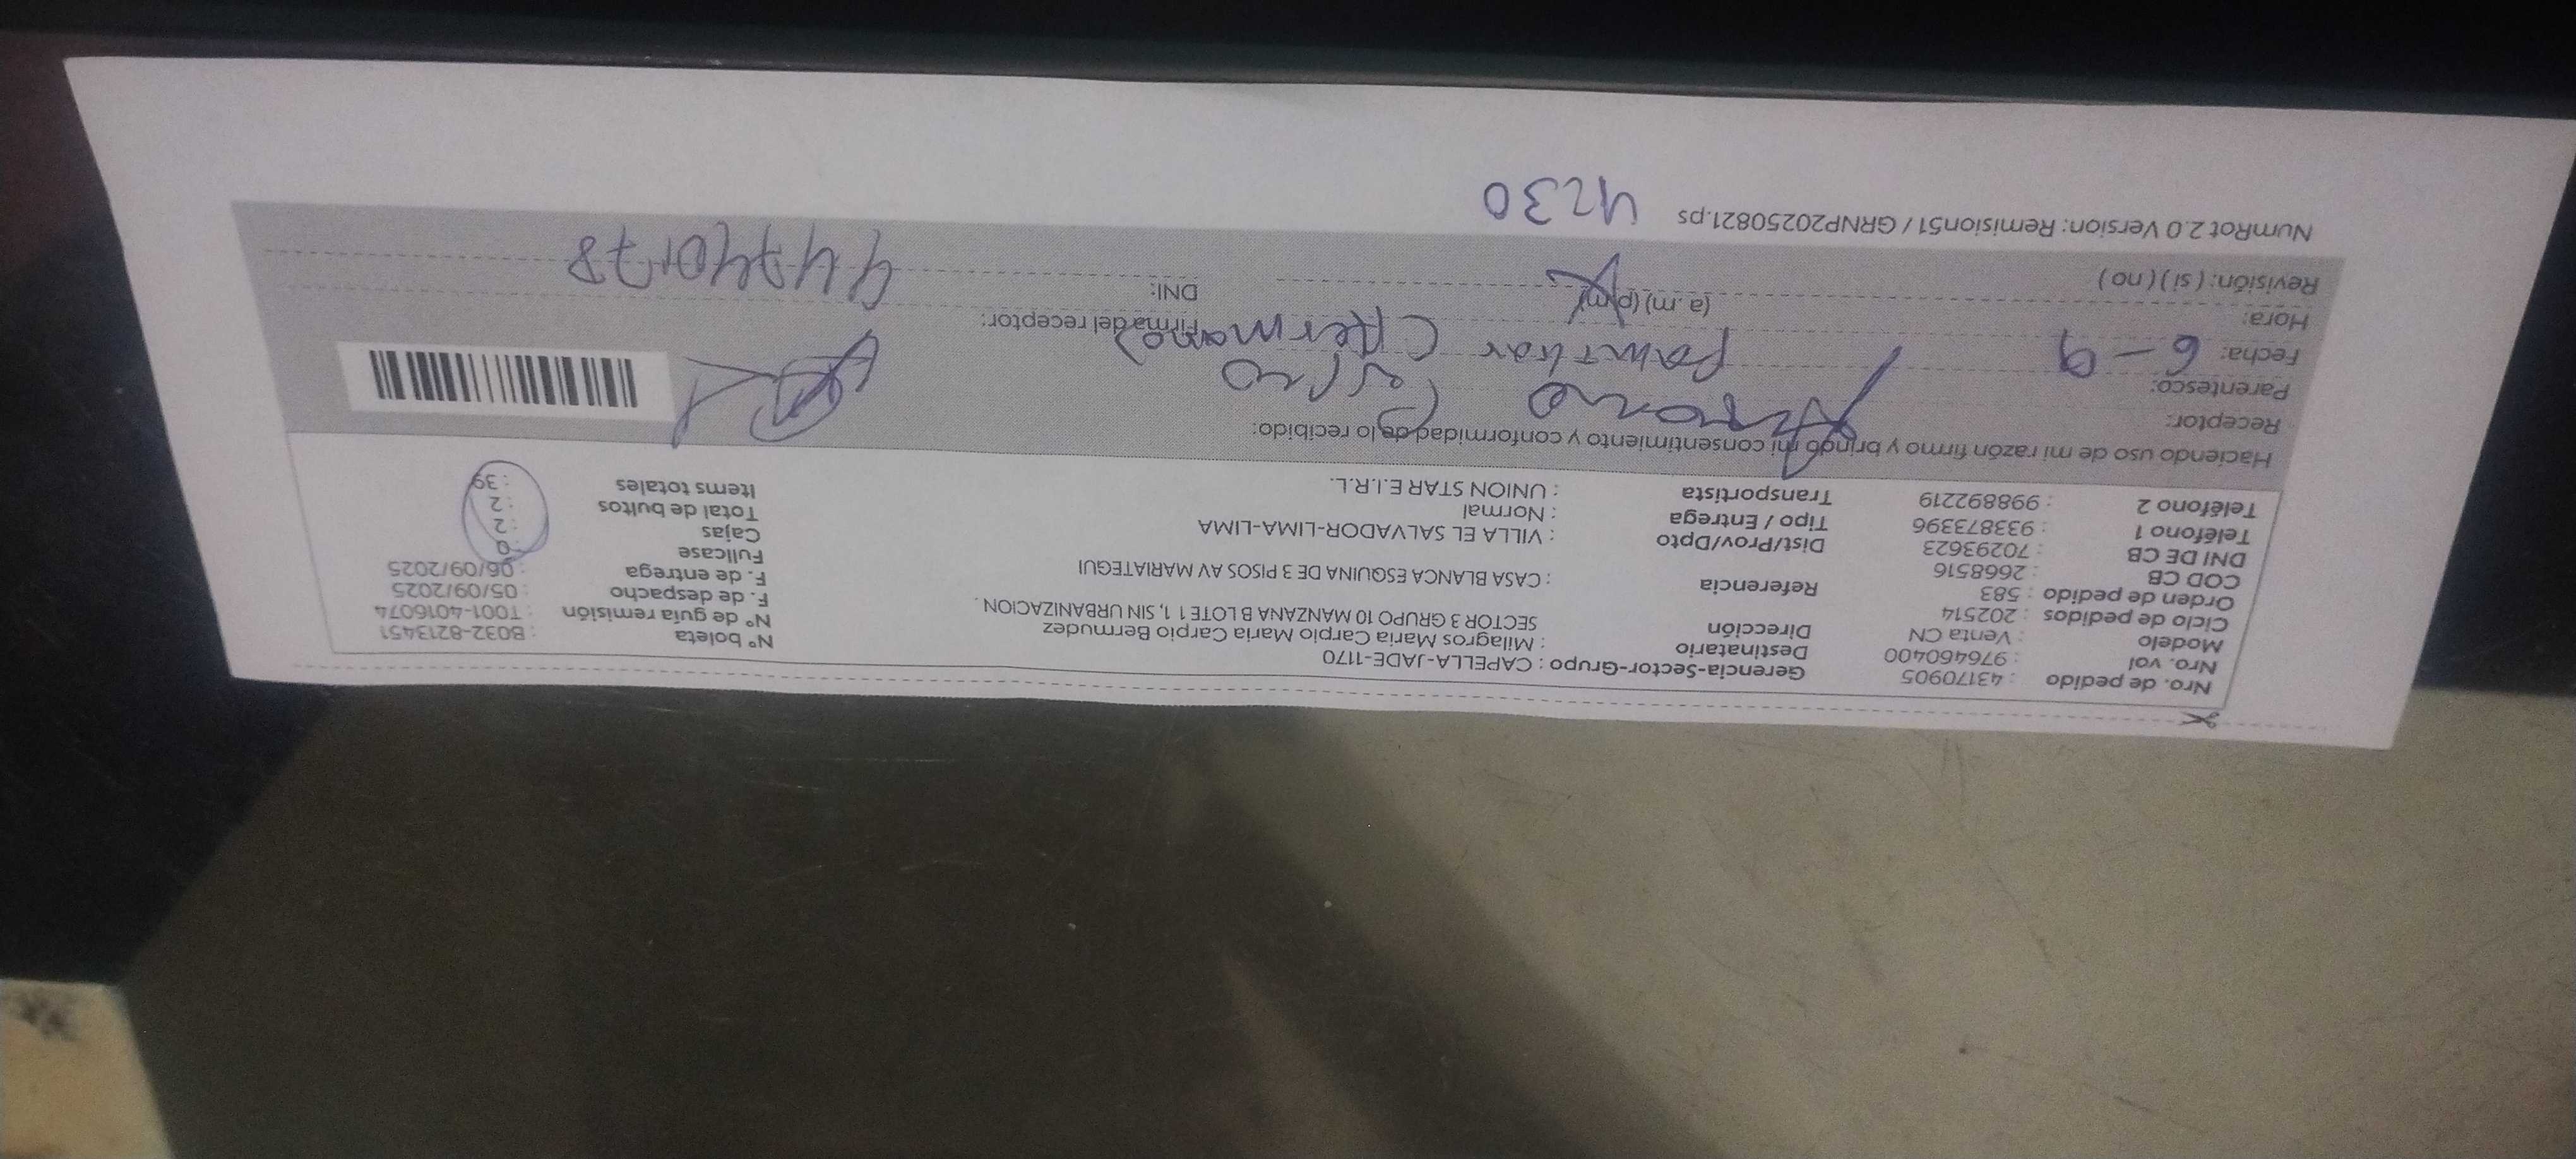 Nro. de pedido : 43170905 Gerencia-Sector-Grupo : CAPELLA-JADE-1170
Nro. vol : 976460400 Destinatario : Milagros Maria Carpio Maria Carpio Bermudez Nº boleta : B032-8213451
Modelo : Venta CN Dirección SECTOR 3 GRUPO 10 MANZANA B LOTE 1 1, SIN URBANIZACION . Nº de guía remisión : T001-4016074
Ciclo de pedidos : 202514 F. de despacho : 05/09/2025
Orden de pedido : 583 Referencia : CASA BLANCA ESQUINA DE 3 PISOS AV MARIATEGUI F. de entrega : 06/09/2025
COD CB : 2668516 Fullcase : 0
DNI DE CB : 70293623 Dist/Prov/Dpto : VILLA EL SALVADOR-LIMA-LIMA Cajas : 2
Teléfono 1 : 933873396 Tipo / Entrega : Normal Total de bultos : 2
Teléfono 2 : 998892219 Transportista : UNION STAR E.I.R.L. Items totales : 39
Haciendo uso de mi razón firmo y brindo mi consentimiento y conformidad de lo recibido:
Receptor:
Parentesco: familiar (Hermano)
Fecha: 6-9 Firma del receptor:
Hora: (a.m) (p.m) DNI:
Revisión: ( si ) ( no )
NumRot 2.0 Version: Remision51 / GRNP20250821.ps 4230